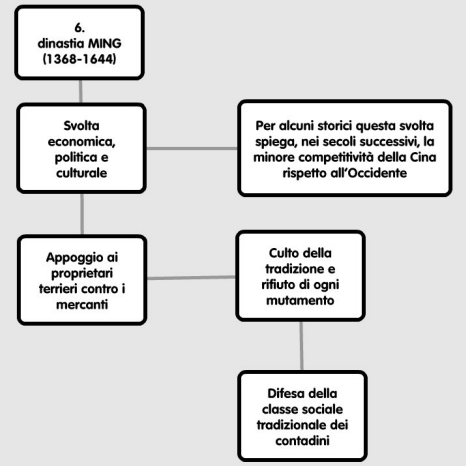 6.
dinastia MING
(1368-1644)
Svolta
economica,
politica e
culturale
Per alcuni storici questa svolta
spiega, nei secoli successivi, la
minore competitività della Cina
rispetto all'Occidente
Appoggio ai
proprietari
terrieri contro i
mercanti
Culto della
tradizione e
rifiuto di ogni
mutamento
Difesa della
classe sociale
tradizionale dei
contadini